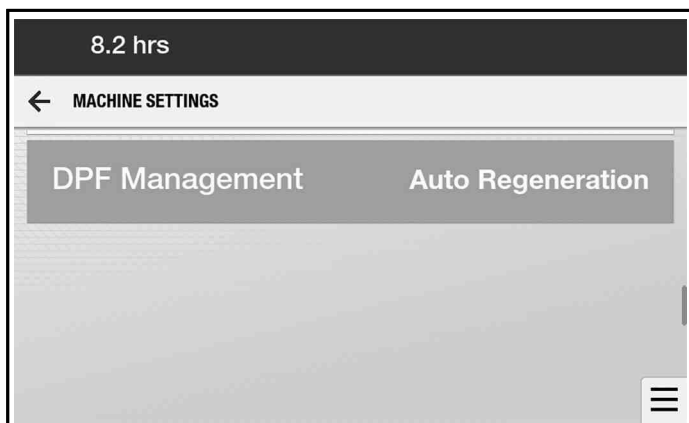 8.2 hrs
MACHINE SETTINGS
DPF Management Auto Regeneration